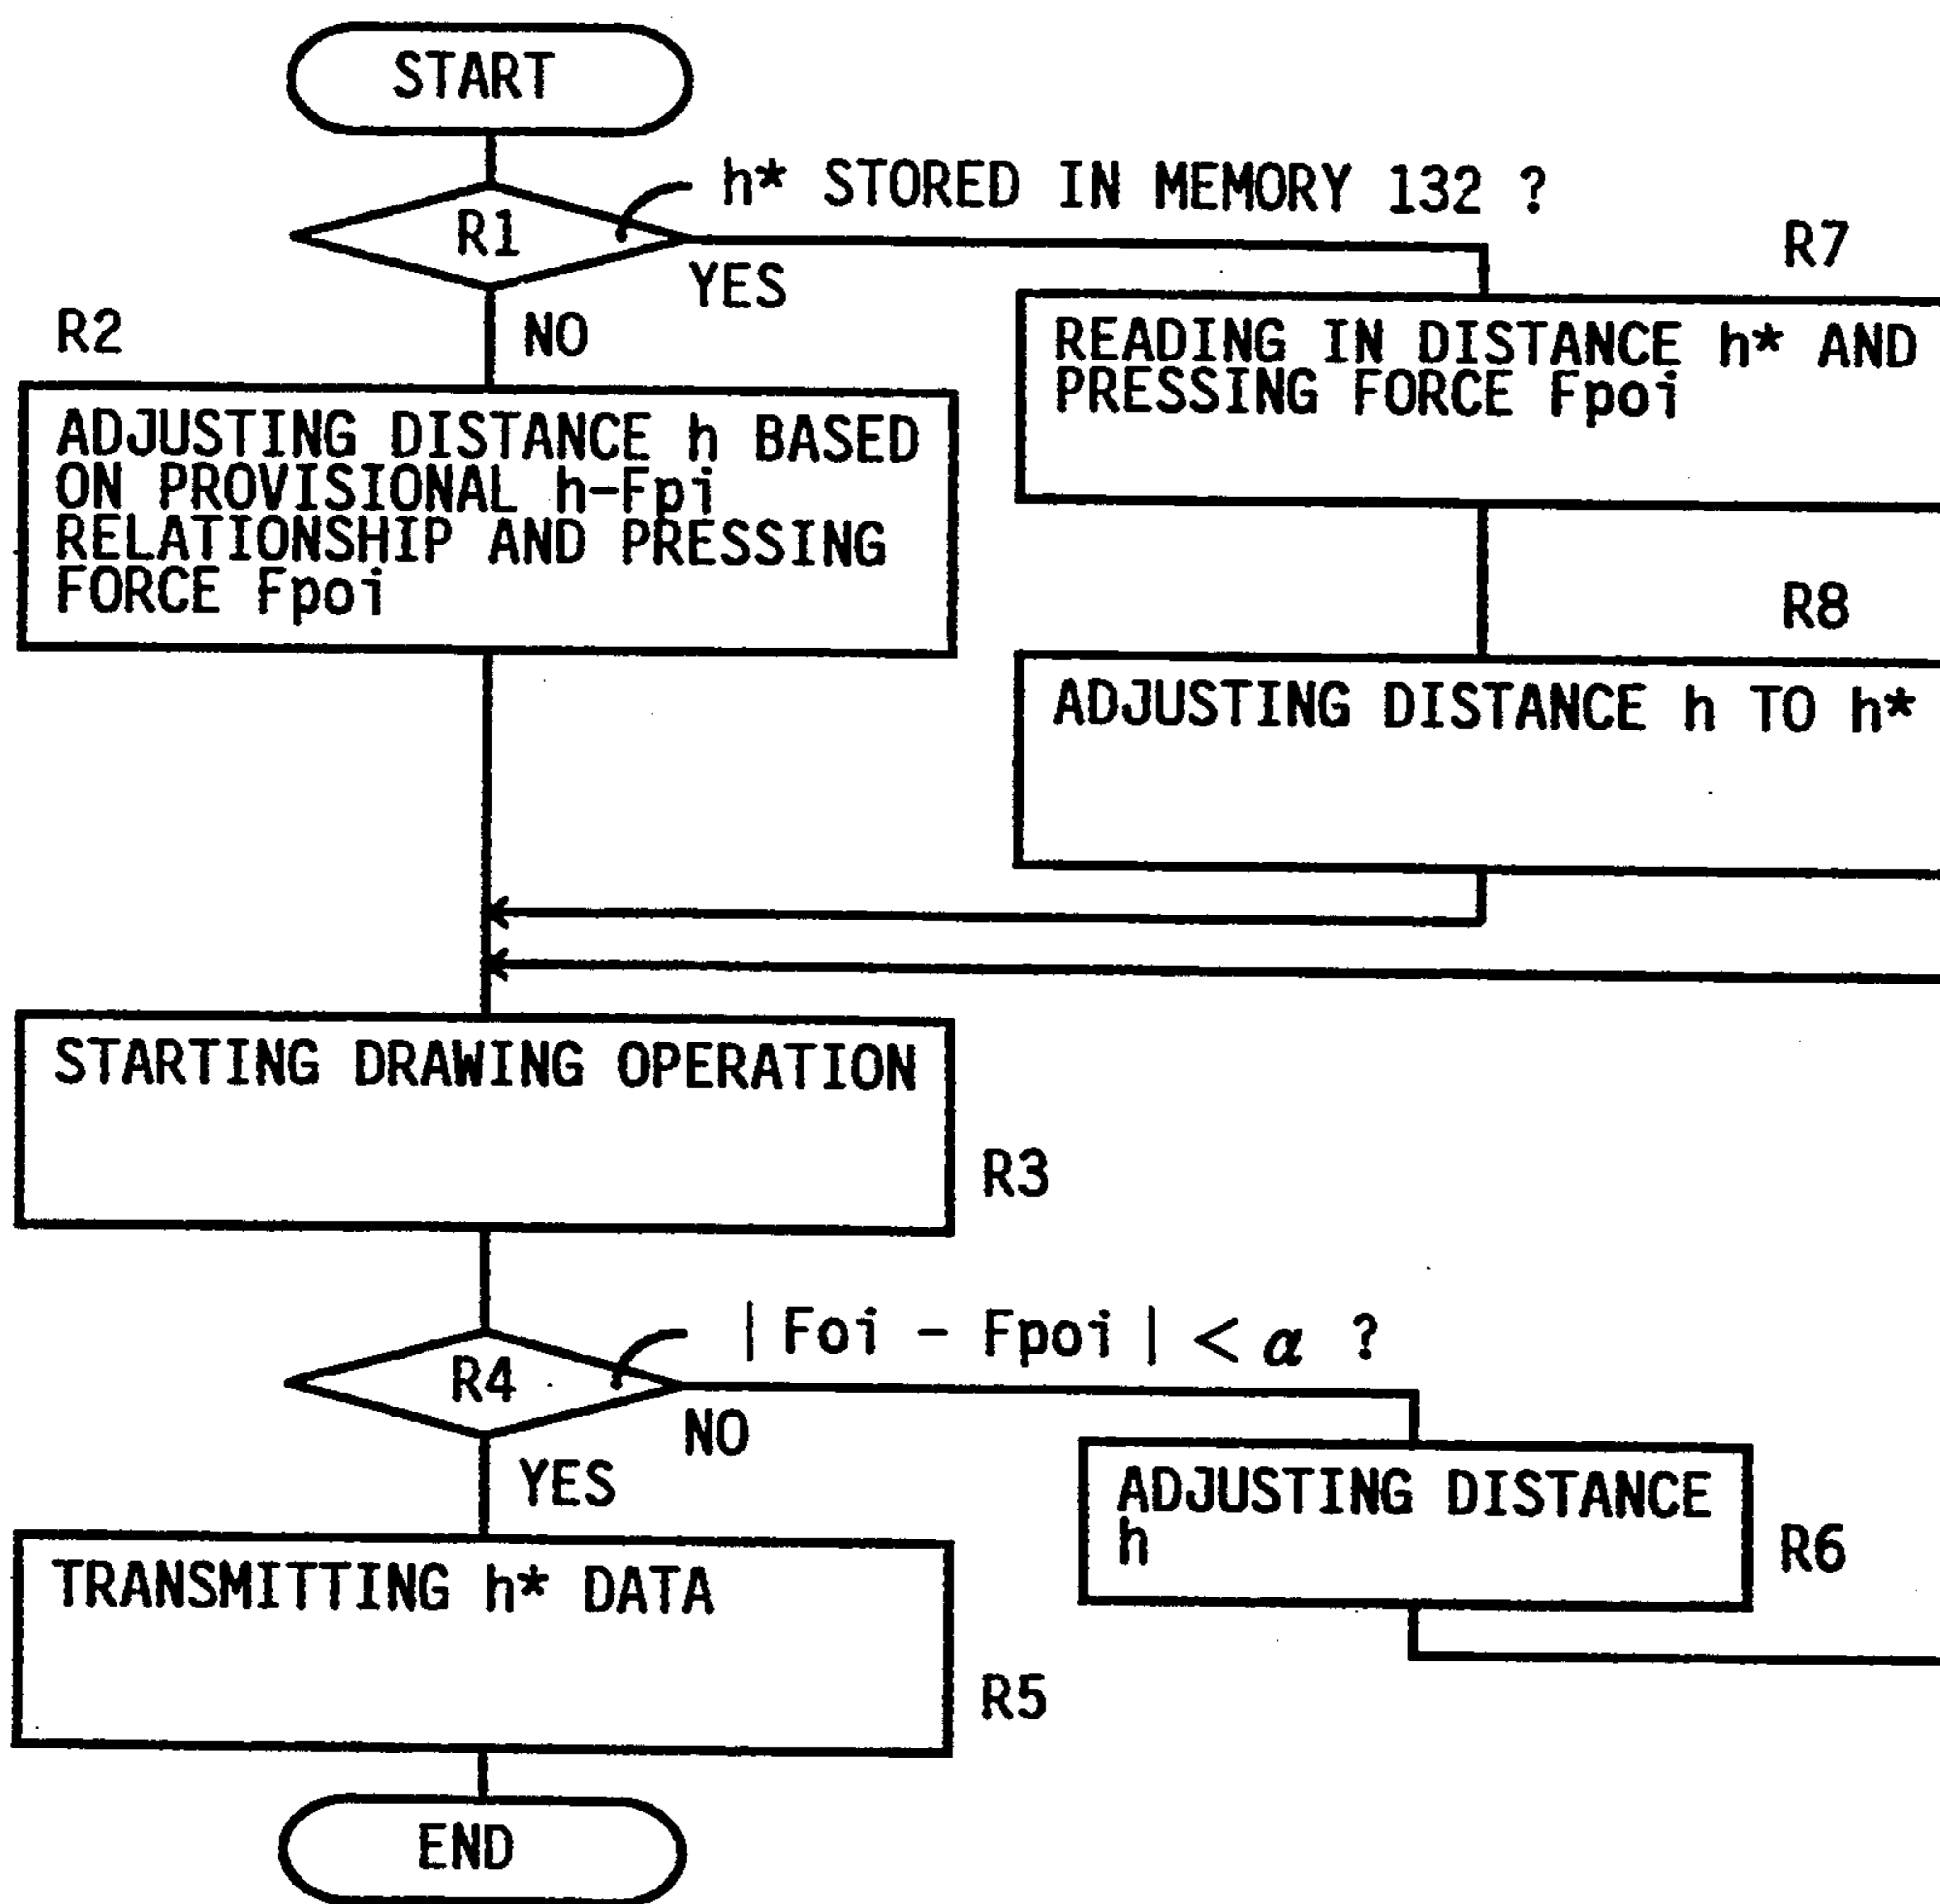 START
h* STORED IN MEMORY 132 ?
R1
YES
NO
R2
ADJUSTING DISTANCE h BASED
ON PROVISIONAL h-Fpi
RELATIONSHIP AND PRESSING
FORCE Fpoi
R7
READING IN DISTANCE h* AND
PRESSING FORCE Fpoi
R8
ADJUSTING DISTANCE h TO h*
STARTING DRAWING OPERATION
R3
| Foi - Fpoi | < α ?
R4
NO
YES
ADJUSTING DISTANCE
h
R6
TRANSMITTING h* DATA
R5
END